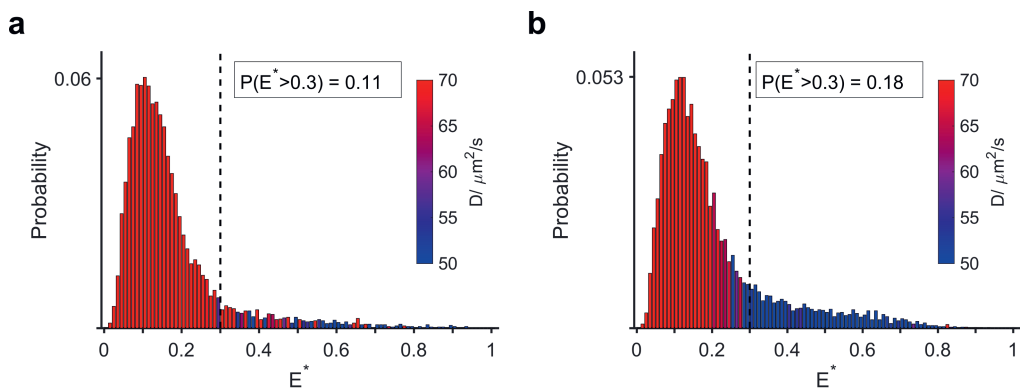 a
0.06
Probability
P(E*>0.3) = 0.11
70
65
60
55
50
D/ μm²/s
0
0.2
0.4
0.6
0.8
1
E*
b
0.053
Probability
P(E*>0.3) = 0.18
70
65
60
55
50
D/ μm²/s
0
0.2
0.4
0.6
0.8
1
E*